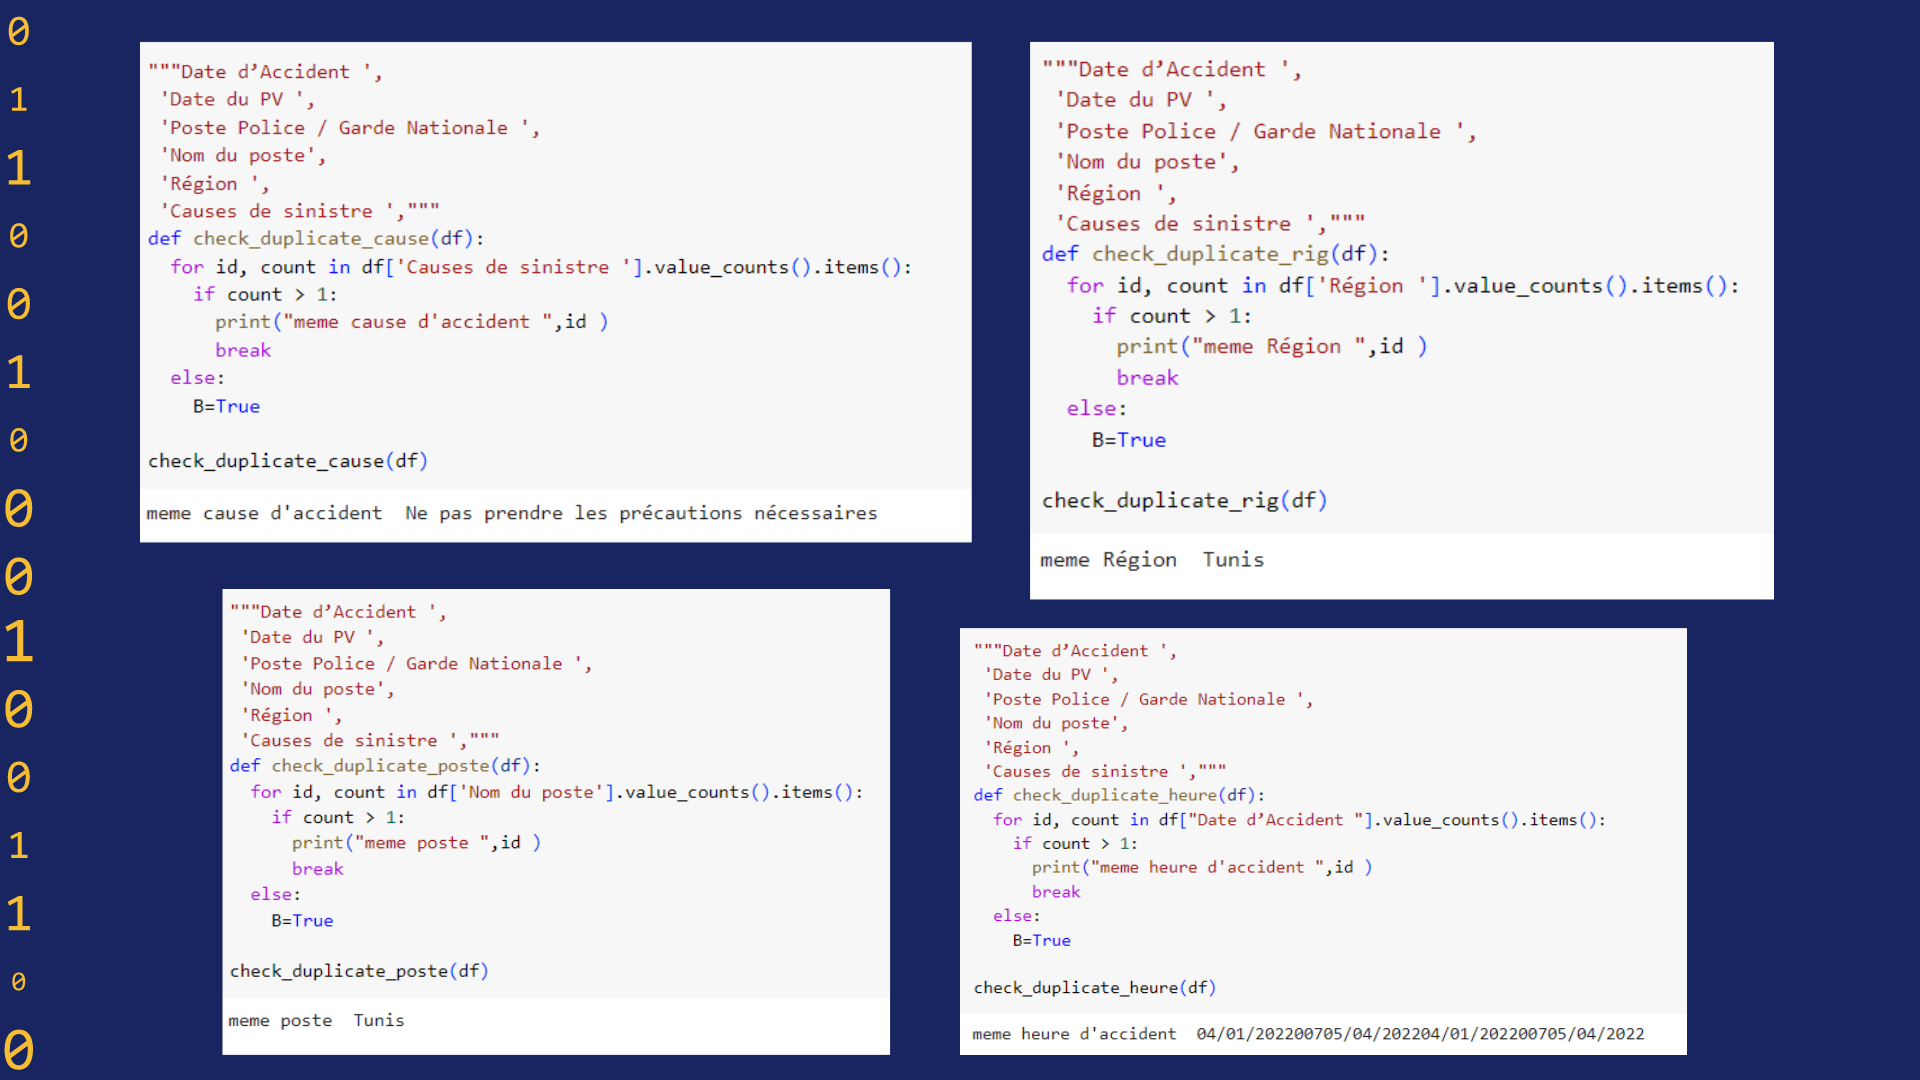 0
1
1
0
0
1
0
0
0
1
0
0
1
1
0
0
"""Date d’Accident ',
'Date du PV ',
'Poste Police / Garde Nationale ',
'Nom du poste',
'Région ',
'Causes de sinistre ',"""
def check_duplicate_cause(df):
for id, count in df['Causes de sinistre '].value_counts().items():
if count > 1:
print("meme cause d'accident ",id )
break
else:
B=True
check_duplicate_cause(df)
meme cause d'accident  Ne pas prendre les précautions nécessaires
"""Date d’Accident ',
'Date du PV ',
'Poste Police / Garde Nationale ',
'Nom du poste',
'Région ',
'Causes de sinistre ',"""
def check_duplicate_rig(df):
for id, count in df['Région '].value_counts().items():
if count > 1:
print("meme Région ",id )
break
else:
B=True
check_duplicate_rig(df)
meme Région  Tunis
"""Date d’Accident ',
'Date du PV ',
'Poste Police / Garde Nationale ',
'Nom du poste',
'Région ',
'Causes de sinistre ',"""
def check_duplicate_poste(df):
for id, count in df['Nom du poste'].value_counts().items():
if count > 1:
print("meme poste ",id )
break
else:
B=True
check_duplicate_poste(df)
meme poste  Tunis
"""Date d’Accident ',
'Date du PV ',
'Poste Police / Garde Nationale ',
'Nom du poste',
'Région ',
'Causes de sinistre ',"""
def check_duplicate_heure(df):
for id, count in df["Date d’Accident "].value_counts().items():
if count > 1:
print("meme heure d'accident ",id )
break
else:
B=True
check_duplicate_heure(df)
meme heure d'accident  04/01/202200705/04/202204/01/202200705/04/2022